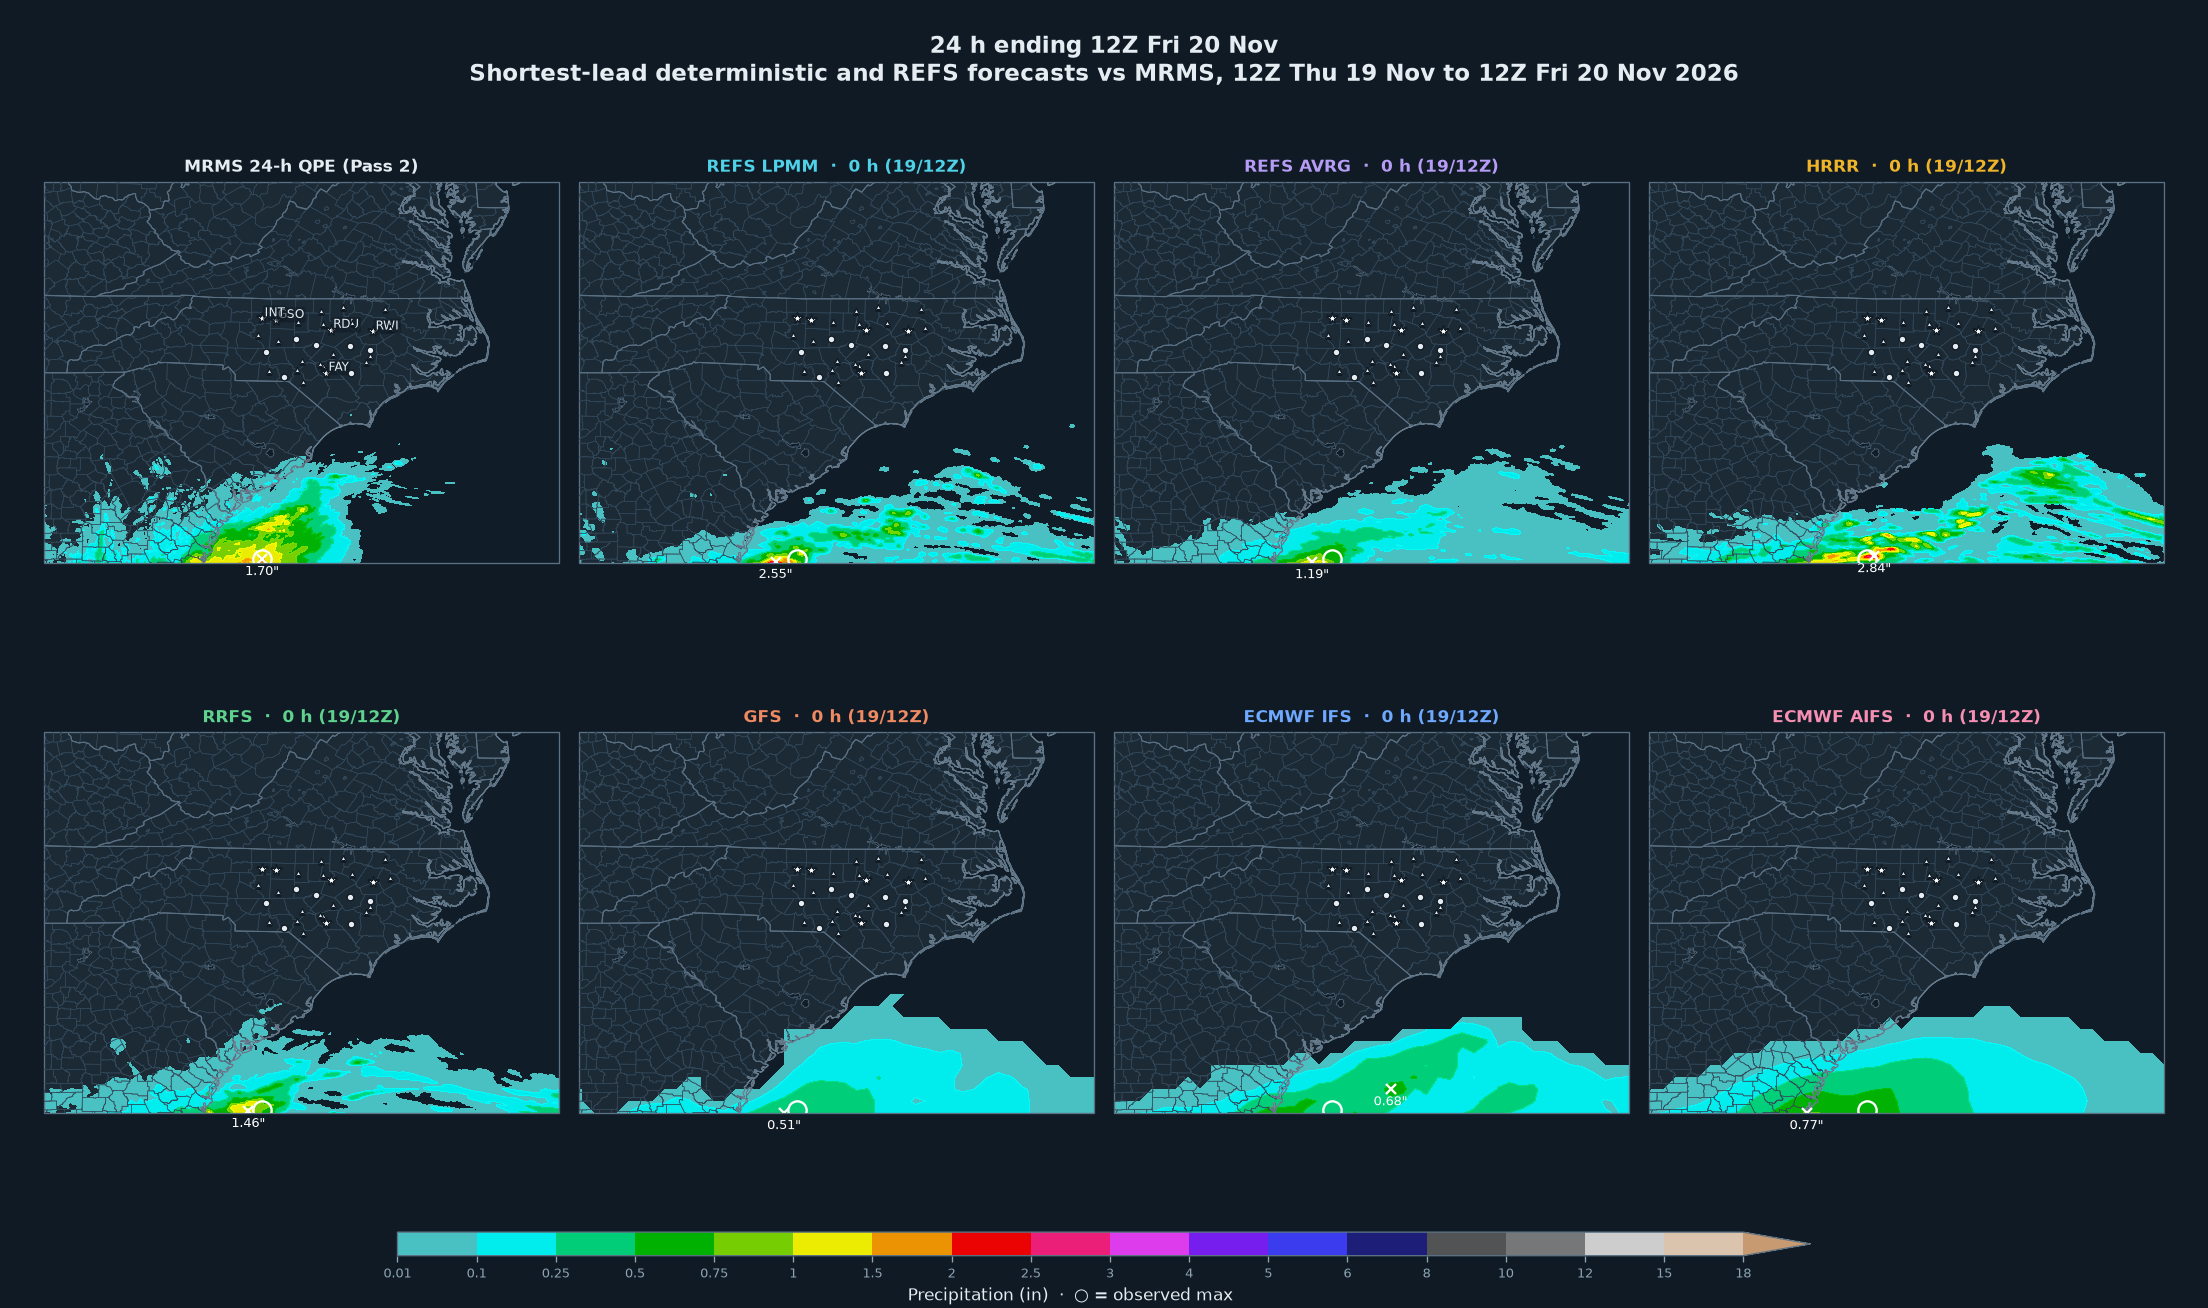 24 h ending 12Z Fri 20 Nov
Shortest-lead deterministic and REFS forecasts vs MRMS, 12Z Thu 19 Nov to 12Z Fri 20 Nov 2026
MRMS 24-h QPE (Pass 2)
REFS LPMM · 0 h (19/12Z)
REFS AVRG · 0 h (19/12Z)
HRRR · 0 h (19/12Z)
INT
SO
RDU
RWI
FAY
1.70"
2.55"
1.19"
2.84"
RRFS · 0 h (19/12Z)
GFS · 0 h (19/12Z)
ECMWF IFS · 0 h (19/12Z)
ECMWF AIFS · 0 h (19/12Z)
1.46"
0.51"
0.68"
0.77"
0.01 0.1 0.25 0.5 0.75 1 1.5 2 2.5 3 4 5 6 8 10 12 15 18
Precipitation (in) · ○ = observed max